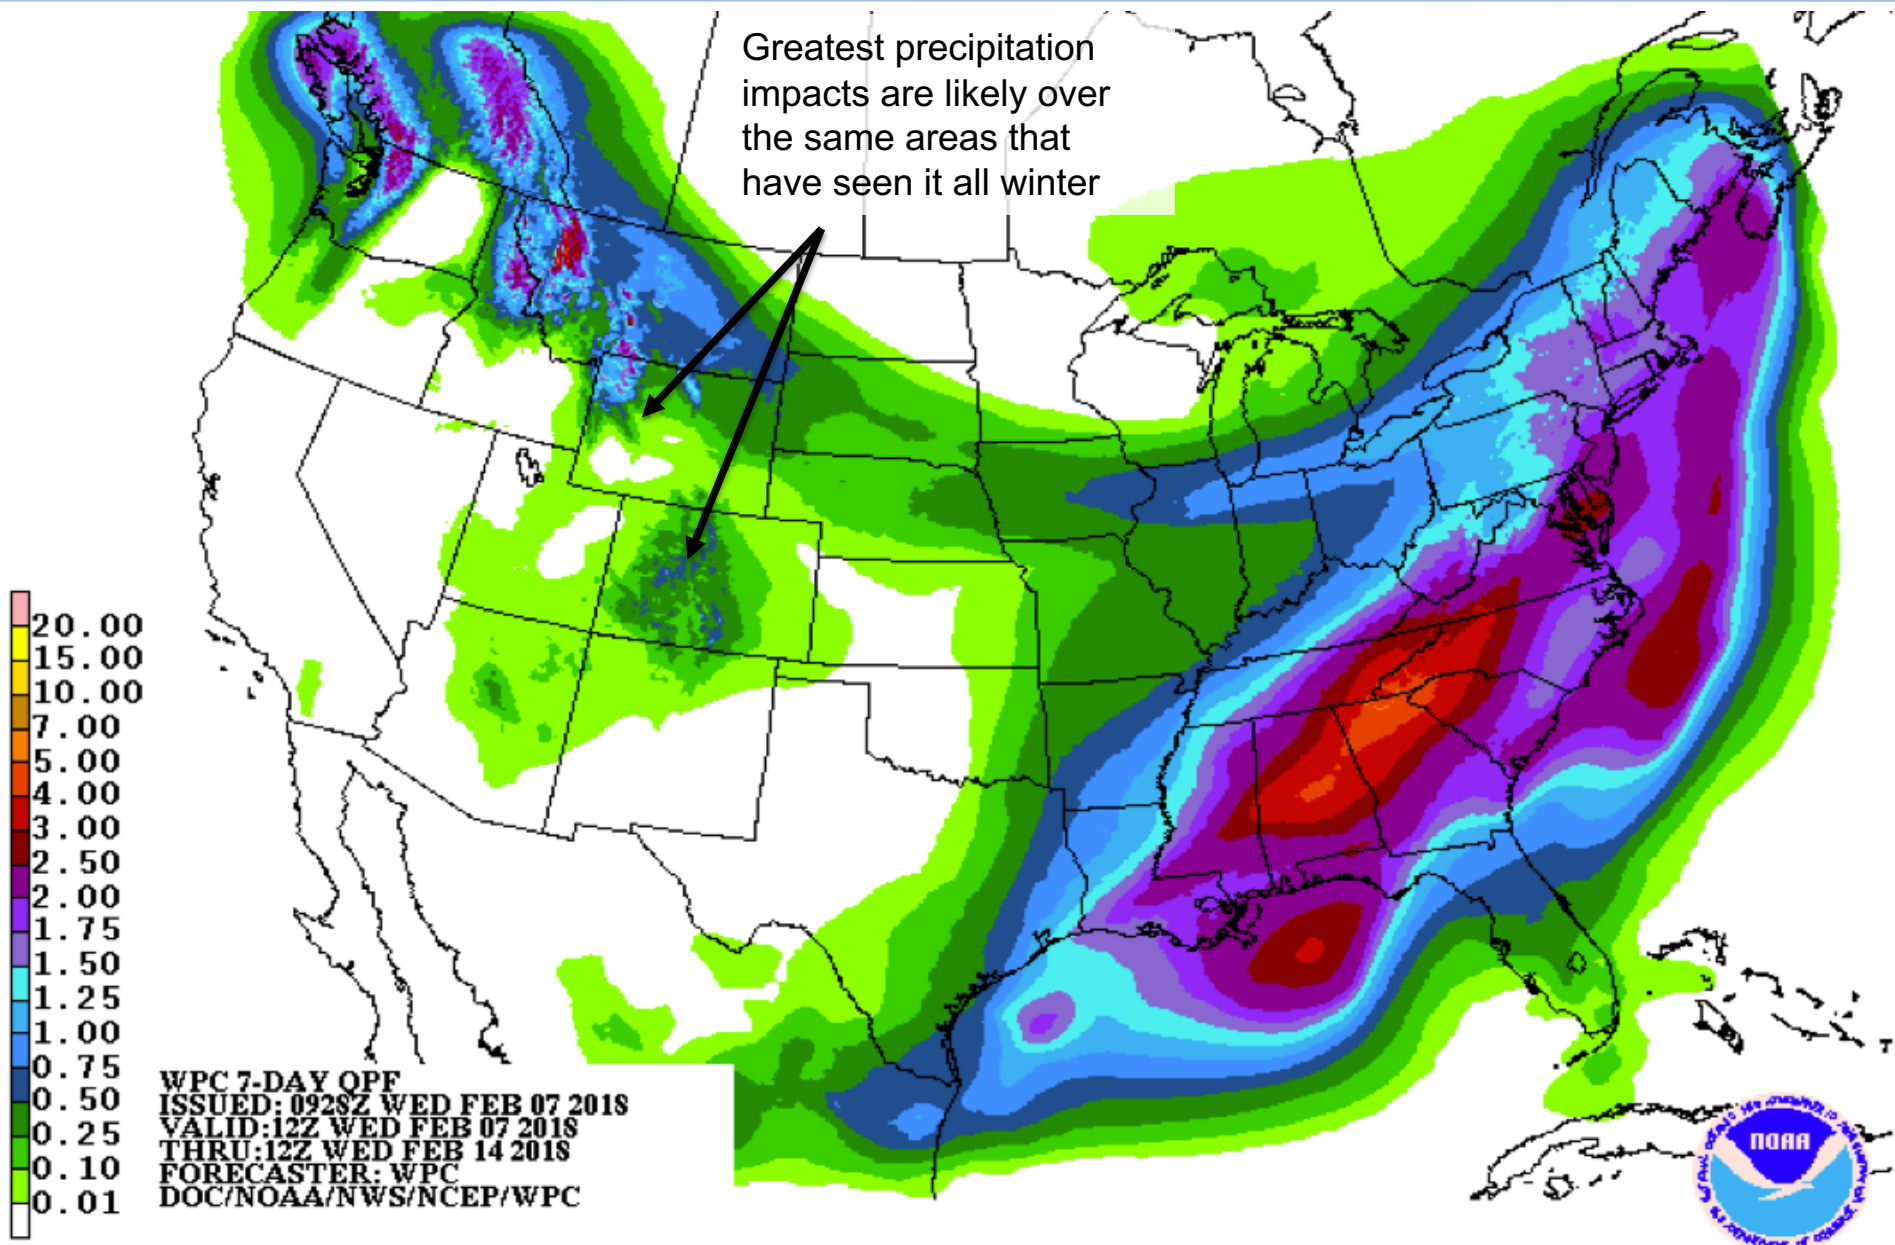 Greatest precipitation
impacts are likely over
the same areas that
have seen it all winter
20.00
15.00
10.00
7.00
5.00
4.00
3.00
2.50
2.00
1.75
1.50
1.25
1.00
0.75
0.50
0.25
0.10
0.01
WPC 7-DAY QPF
ISSUED: 0928Z WED FEB 07 2018
VALID:12Z WED FEB 07 2018
THRU:12Z WED FEB 14 2018
FORECASTER: WPC
DOC/NOAA/NWS/NCEP/WPC
NOAA